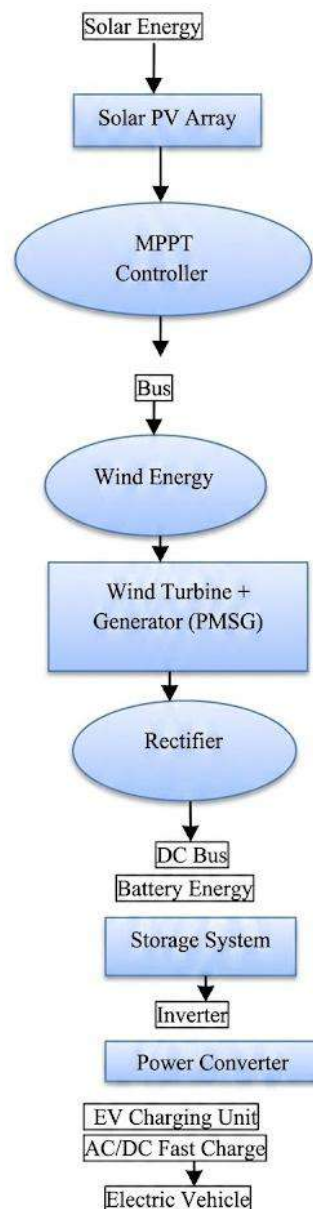 Solar Energy
Solar PV Array
MPPT
Controller
Bus
Wind Energy
Wind Turbine +
Generator (PMSG)
Rectifier
DC Bus
Battery Energy
Storage System
Inverter
Power Converter
EV Charging Unit
AC/DC Fast Charge
Electric Vehicle